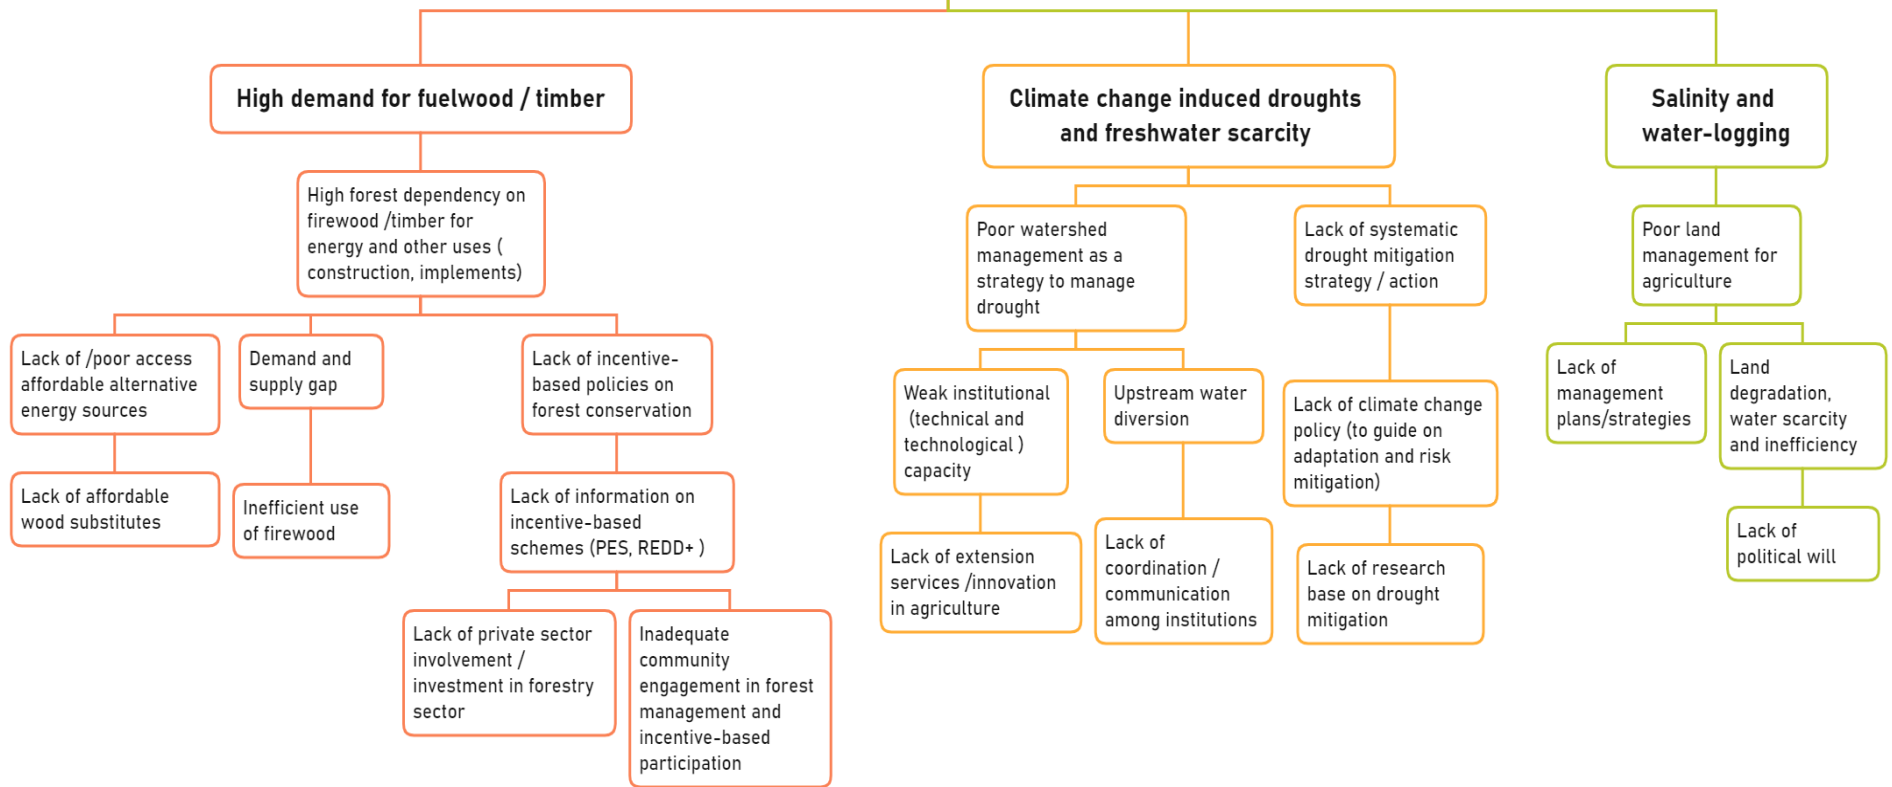 High demand for fuelwood / timber
High forest dependency on
firewood /timber for
energy and other uses (
construction, implements)
Lack of /poor access
affordable alternative
energy sources
Lack of affordable
wood substitutes
Demand and
supply gap
Inefficient use
of firewood
Lack of incentive-
based policies on
forest conservation
Lack of information on
incentive-based
schemes (PES, REDD+ )
Lack of private sector
involvement /
investment in forestry
sector
Inadequate
community
engagement in forest
management and
incentive-based
participation
Climate change induced droughts
and freshwater scarcity
Poor watershed
management as a
strategy to manage
drought
Weak institutional
(technical and
technological )
capacity
Lack of extension
services /innovation
in agriculture
Upstream water
diversion
Lack of
coordination /
communication
among institutions
Lack of systematic
drought mitigation
strategy / action
Lack of climate change
policy (to guide on
adaptation and risk
mitigation)
Lack of research
base on drought
mitigation
Salinity and
water-logging
Poor land
management for
agriculture
Lack of
management
plans/strategies
Land
degradation,
water scarcity
and inefficiency
Lack of
political will